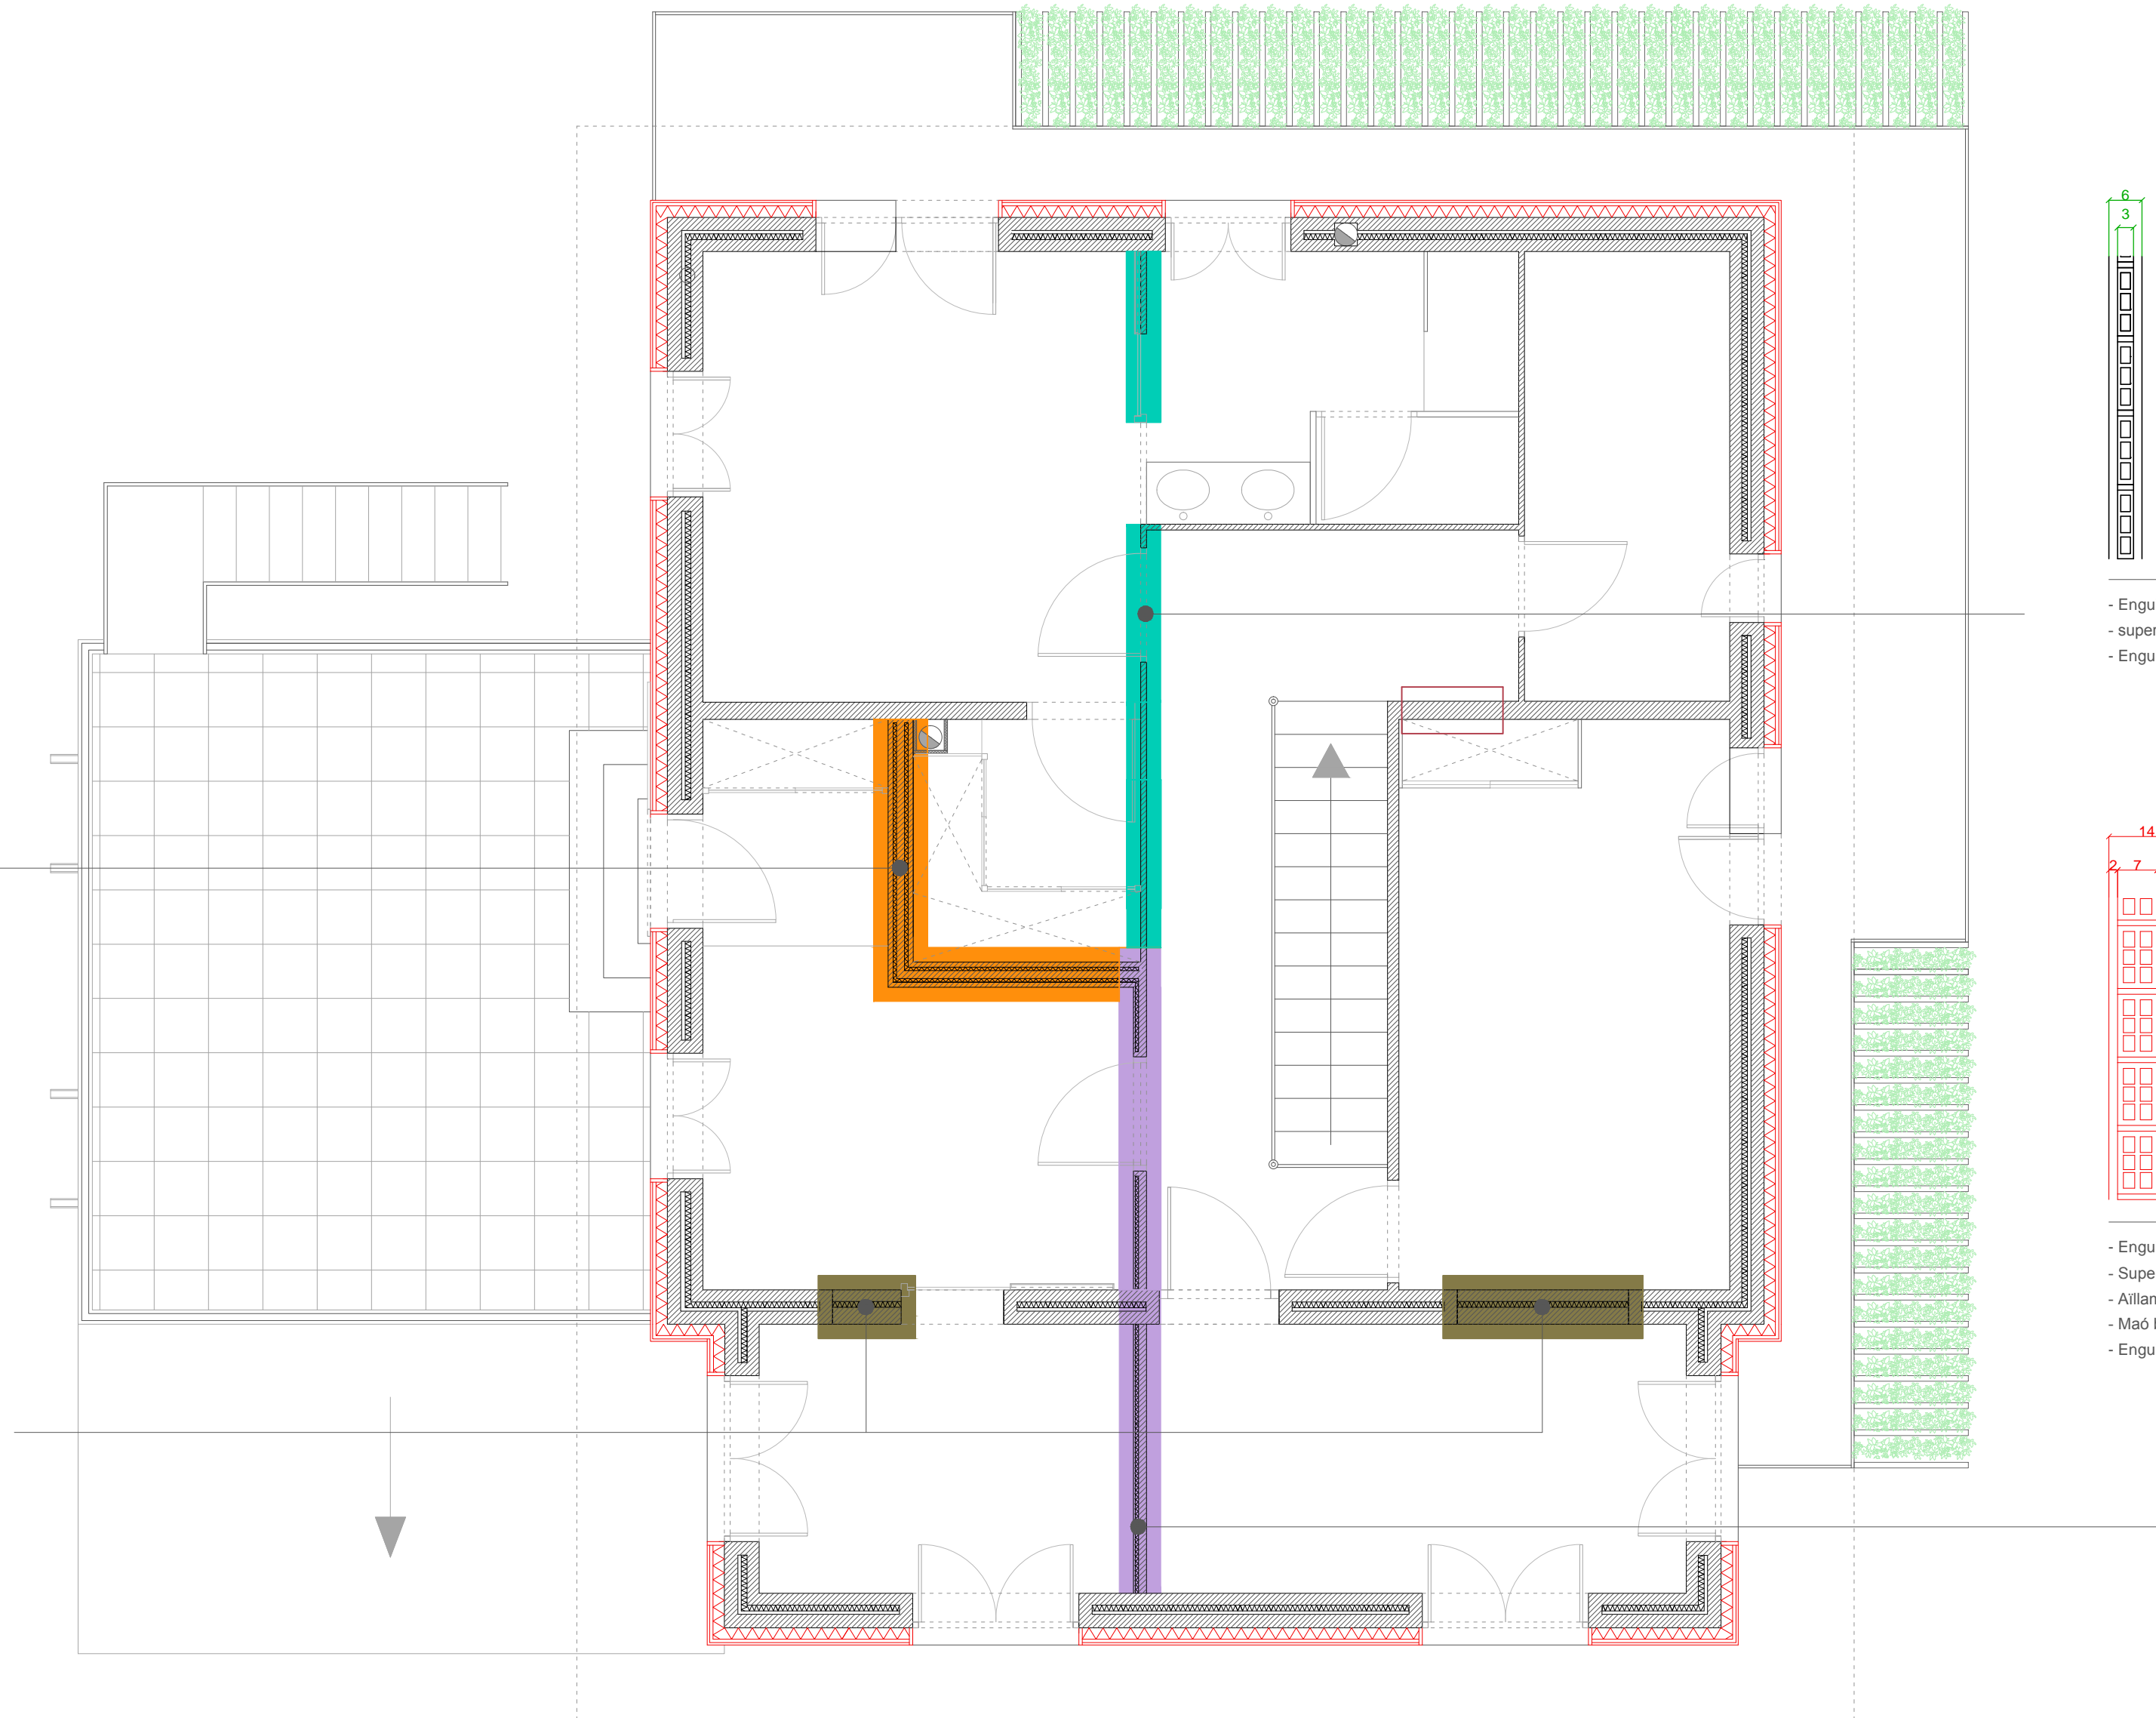 6
3
- Engu
- super
- Engu
14
2 7
- Engu
- Supe
- Aïllan
- Maó
- Engu